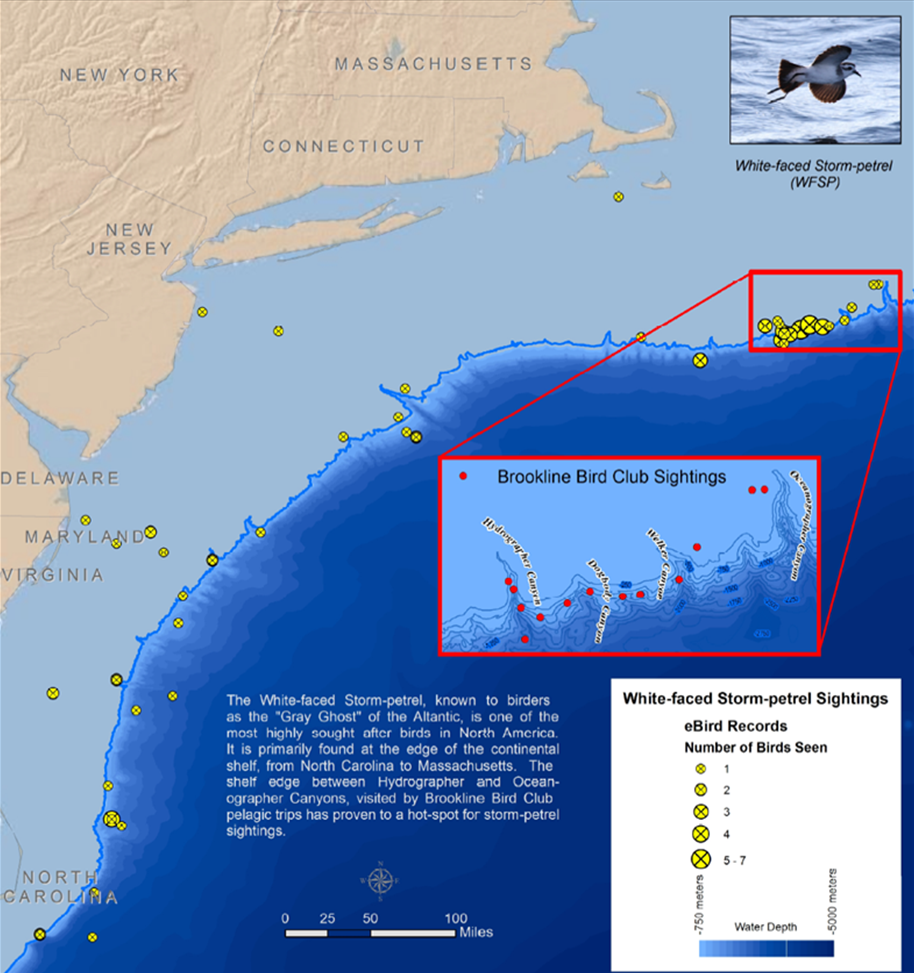 NEW YORK
MASSACHUSETTS
CONNECTICUT
NEW
JERSEY
White-faced Storm-petrel
(WFSP)
DELAWARE
MARYLAND
VIRGINIA
NORTH
CAROLINA
Brookline Bird Club Sightings
Hydrographer Canyon
Dogbody Canyon
Welker Canyon
Oceanographer Canyon
The White-faced Storm-petrel, known to birders
as the "Gray Ghost" of the Altantic, is one of the
most highly sought after birds in North America.
It is primarily found at the edge of the continental
shelf, from North Carolina to Massachusetts. The
shelf edge between Hydrographer and Ocean-
ographer Canyons, visited by Brookline Bird Club
pelagic trips has proven to a hot-spot for storm-petrel
sightings.
N
W E
S
0 25 50 100
Miles
White-faced Storm-petrel Sightings
eBird Records
Number of Birds Seen
1
2
3
4
5 - 7
-750 meters
Water Depth
-5000 meters